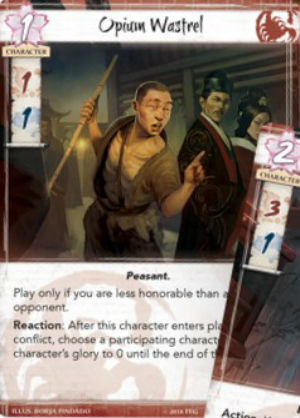 1 Opium Wastrel
CHARACTER
1
1
2
CHARACTER
3
1
Peasant.
Play only if you are less honorable than a
opponent.
Reaction: After this character enters pla
conflict, choose a participating charact
character's glory to 0 until the end of t
ILLUS. BORJA PINDADO © 2018 FFG
Action: